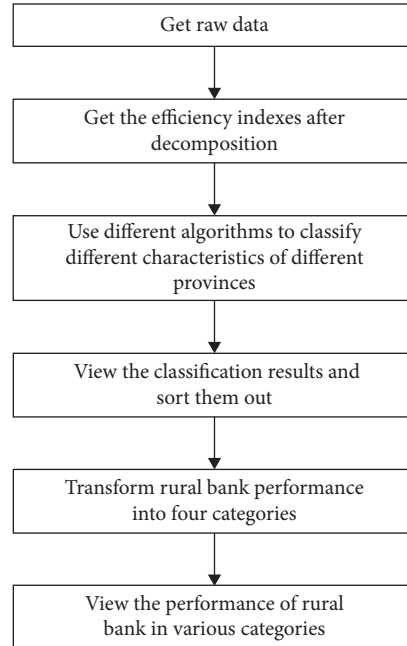 Get raw data
Get the efficiency indexes after
decomposition
Use different algorithms to classify
different characteristics of different
provinces
View the classification results and
sort them out
Transform rural bank performance
into four categories
View the performance of rural
bank in various categories